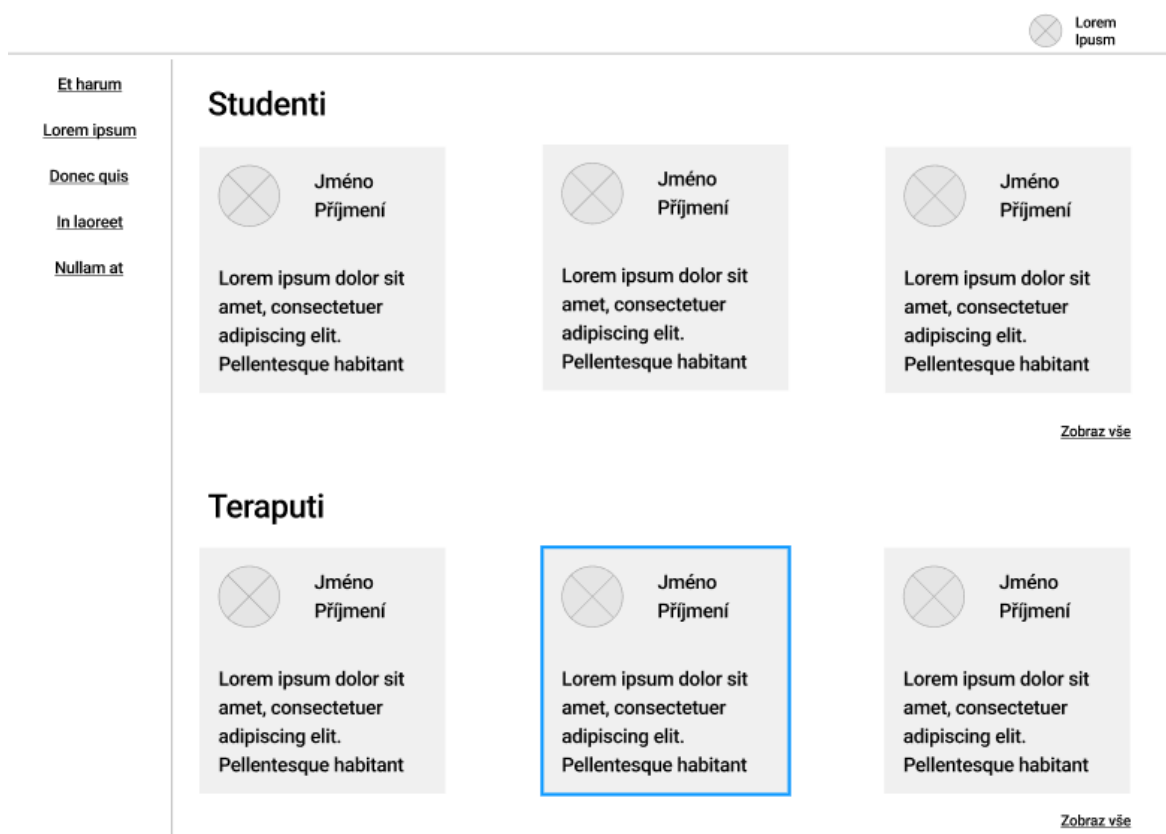 Lorem
Ipusm
Et harum
Lorem ipsum
Donec quis
In laoreet
Nullam at
Studenti
Jméno
Příjmení
Lorem ipsum dolor sit
amet, consectetuer
adipiscing elit.
Pellentesque habitant
Jméno
Příjmení
Lorem ipsum dolor sit
amet, consectetuer
adipiscing elit.
Pellentesque habitant
Jméno
Příjmení
Lorem ipsum dolor sit
amet, consectetuer
adipiscing elit.
Pellentesque habitant
Zobraz vše
Teraputi
Jméno
Příjmení
Lorem ipsum dolor sit
amet, consectetuer
adipiscing elit.
Pellentesque habitant
Jméno
Příjmení
Lorem ipsum dolor sit
amet, consectetuer
adipiscing elit.
Pellentesque habitant
Jméno
Příjmení
Lorem ipsum dolor sit
amet, consectetuer
adipiscing elit.
Pellentesque habitant
Zobraz vše